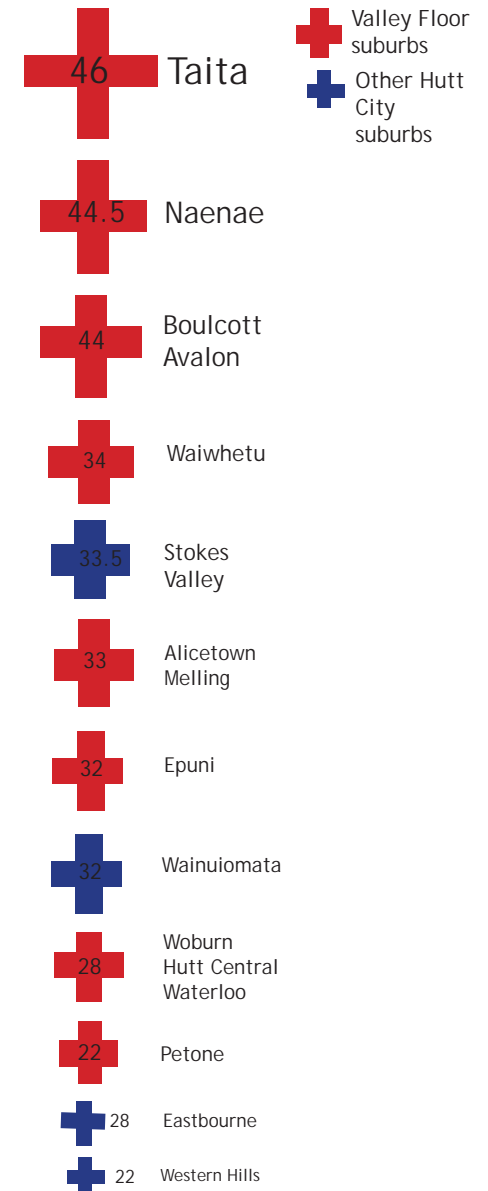 Valley Floor
suburbs
Other Hutt
City
suburbs
46 Taita
44.5 Naenae
44 Boulcott
Avalon
34 Waiwhetu
33.5 Stokes
Valley
33 Alicetown
Melling
32 Epuni
32 Wainuiomata
Woburn
28 Hutt Central
Waterloo
22 Petone
28 Eastbourne
22 Western Hills